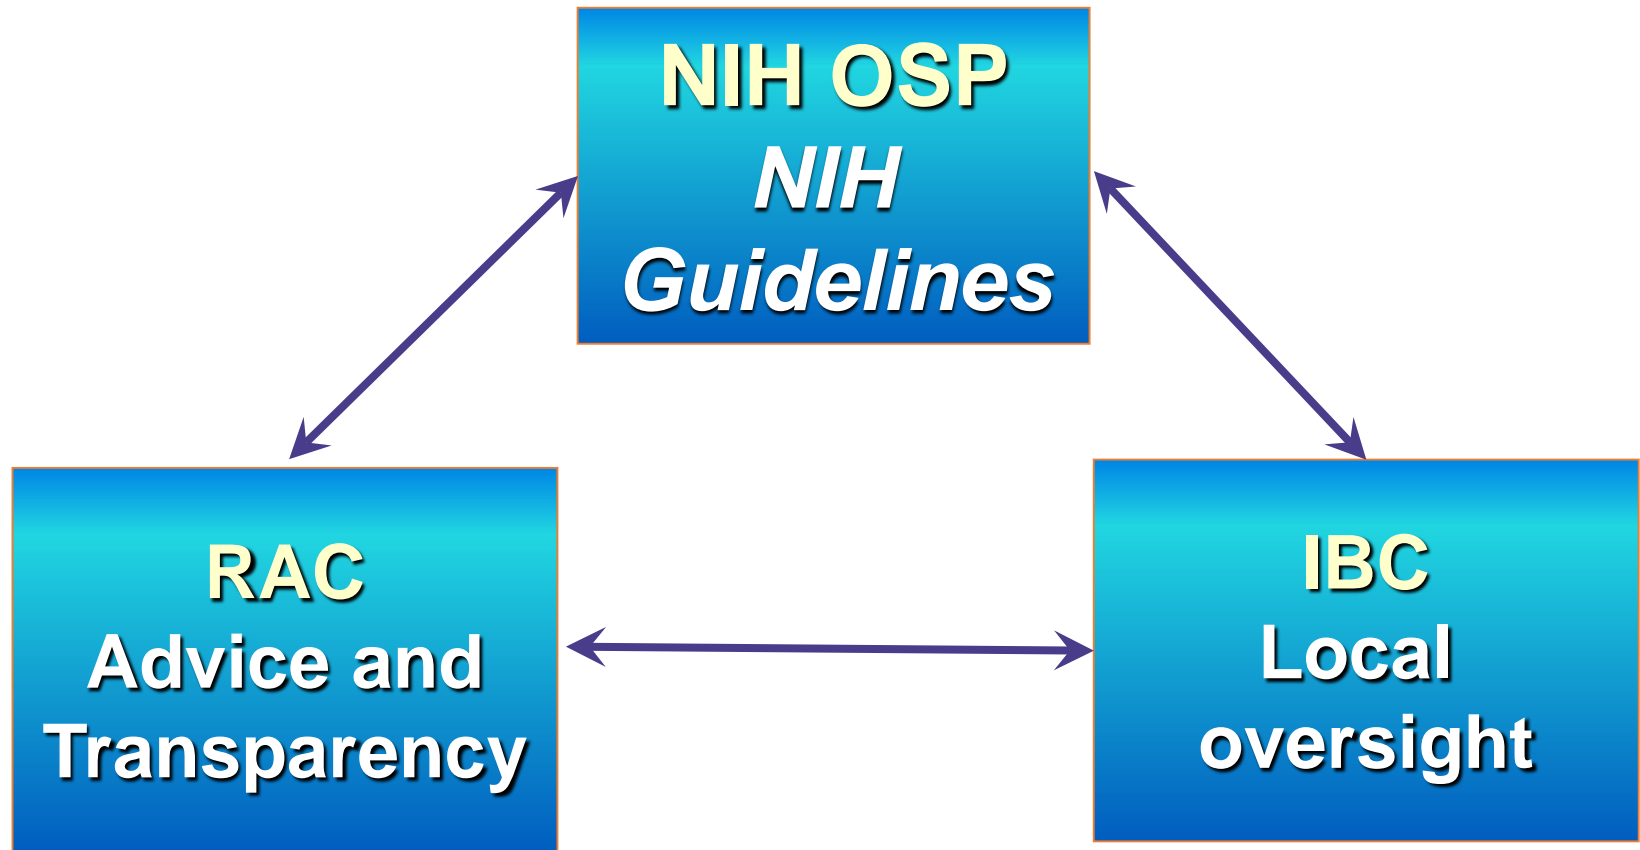 NIH OSP
NIH
Guidelines
RAC
Advice and
Transparency
IBC
Local
oversight